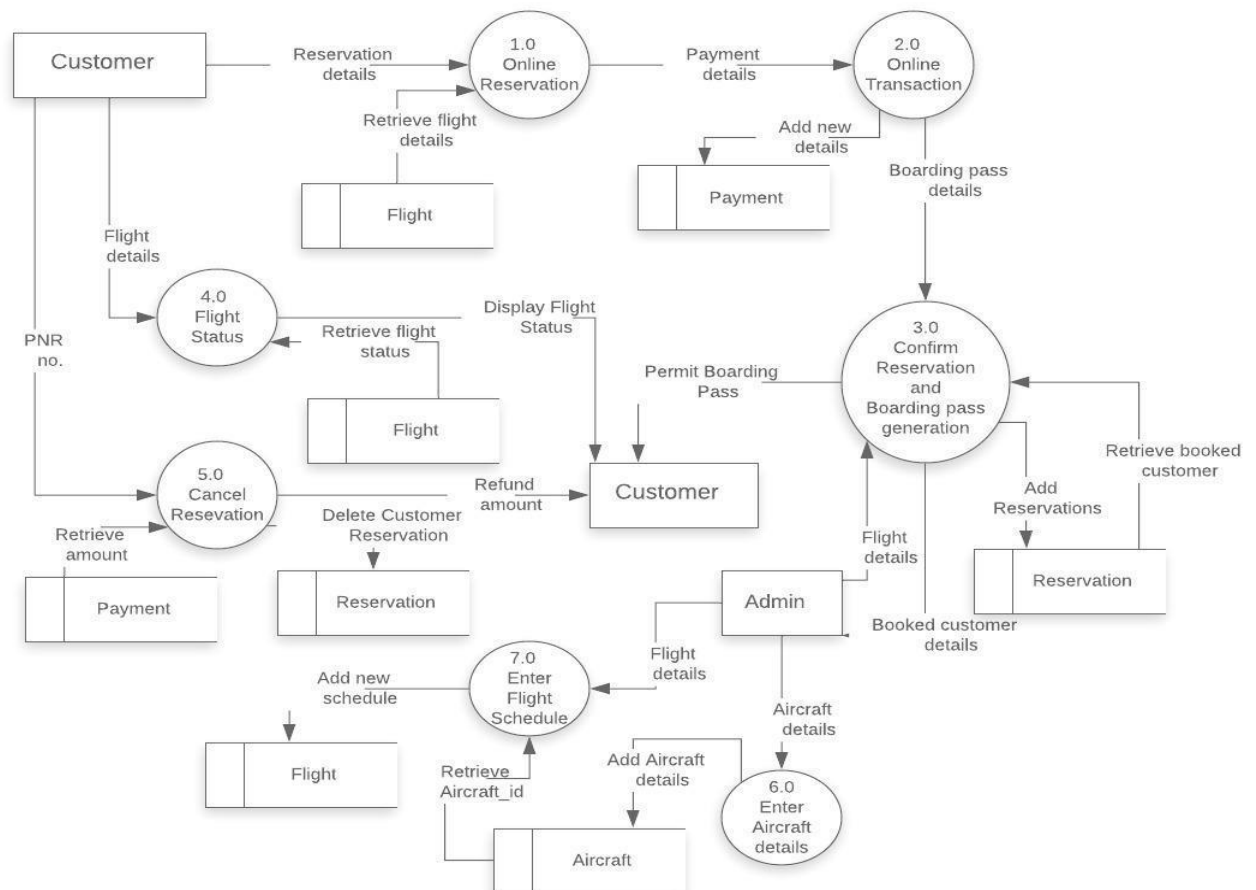 Customer
Reservation
details
1.0
Online
Reservation
Payment
details
2.0
Online
Transaction
Retrieve flight
details
Add new
details
Flight
Payment
Boarding pass
details
Flight
details
4.0
Flight
Status
Display Flight
Status
Retrieve flight
status
PNR
no.
3.0
Confirm
Reservation
and
Boarding pass
generation
Permit Boarding
Pass
Flight
Retrieve booked
customer
5.0
Cancel
Resevation
Refund
amount
Customer
Add
Reservations
Retrieve
amount
Delete Customer
Reservation
Flight
details
Payment
Reservation
Admin
Reservation
Booked customer
details
7.0
Enter
Flight
Schedule
Flight
details
Add new
schedule
Aircraft
details
Flight
Retrieve
Aircraft_id
Add Aircraft
details
6.0
Enter
Aircraft
details
Aircraft